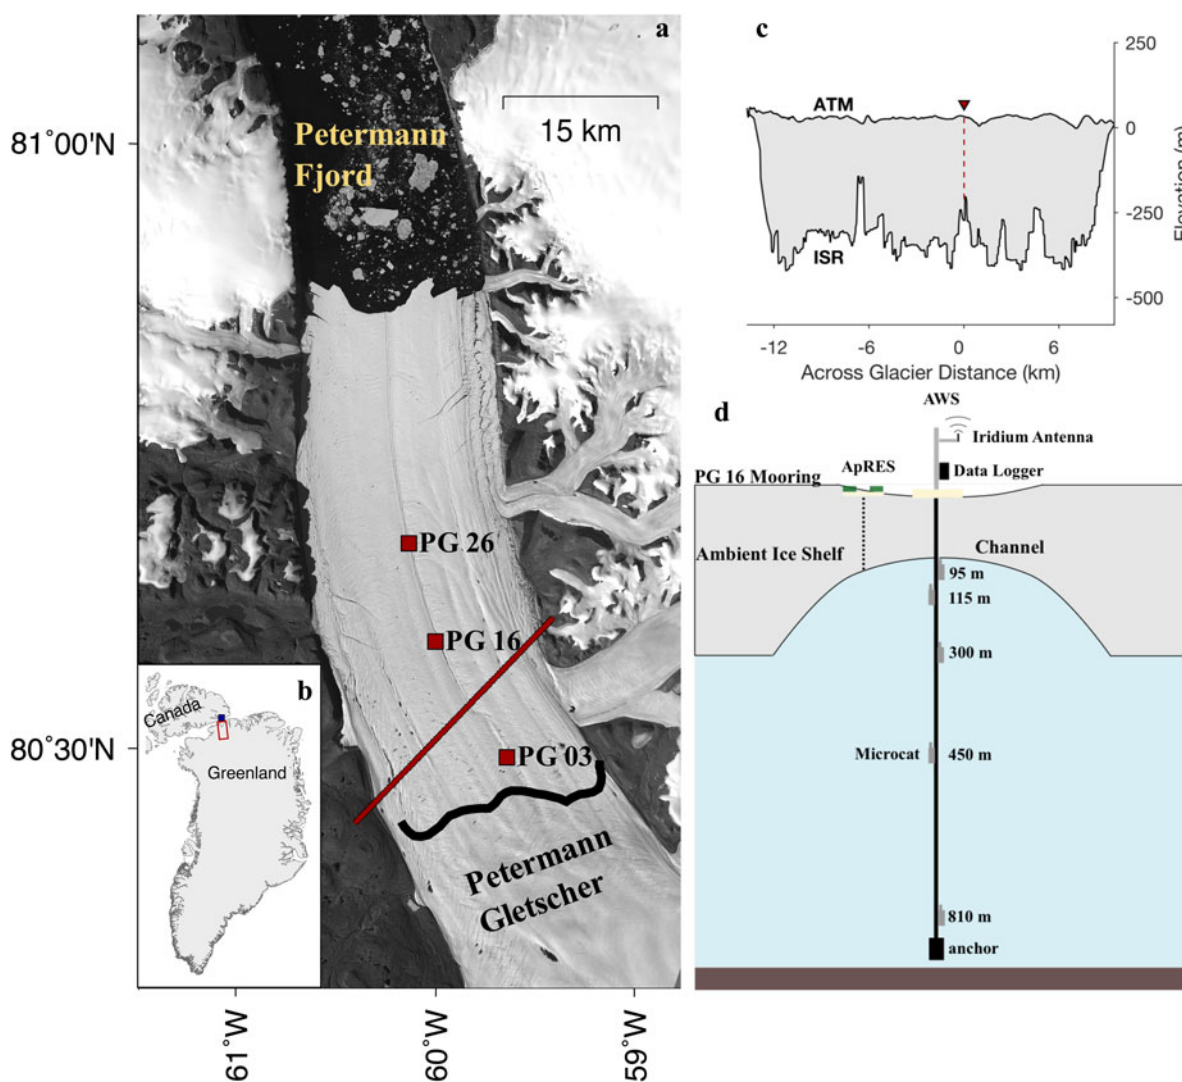 a
15 km
Petermann
Fjord
81°00'N
PG 26
PG 16
80°30'N
PG 03
Petermann
Gletscher
b
Canada
Greenland
61°W
60°W
59°W
c
250
ATM
0
-250
ISR
-500
Elevation (m)
-12
-6
0
6
Across Glacier Distance (km)
d
AWS
Iridium Antenna
ApRES
Data Logger
PG 16 Mooring
Ambient Ice Shelf
Channel
95 m
115 m
300 m
Microcat
450 m
810 m
anchor